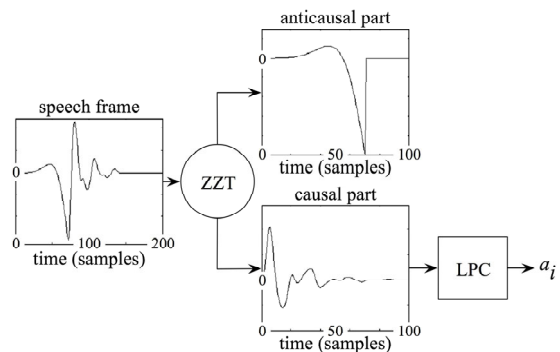 anticausal part
0
50
100
time (samples)
speech frame
0
0
100
200
time (samples)
ZZT
causal part
0
0
50
100
time (samples)
LPC
a_i